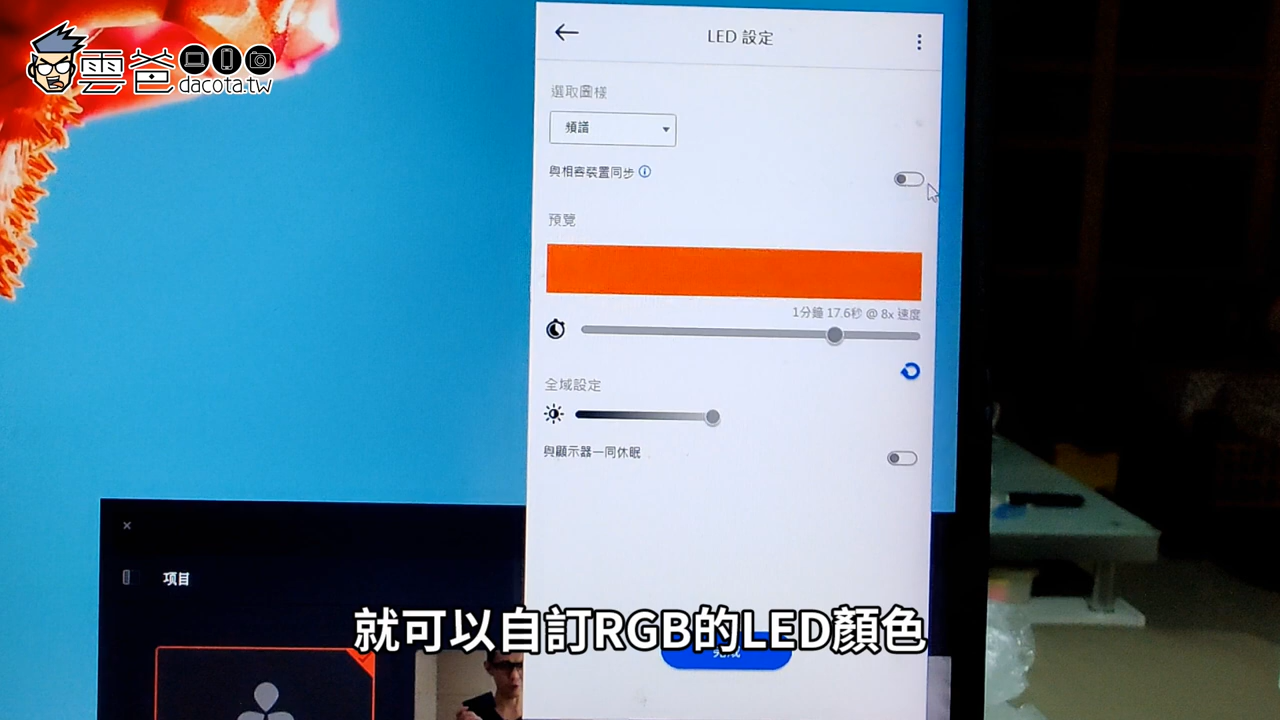 雲爸
dacota.tw
LED 設定
選取圖樣
頻譜
與相容裝置同步
預覽
1分鐘 17.6秒 @ 8x 速度
全域設定
與顯示器一同休眠
项目
就可以自訂RGB的LED顏色
完成